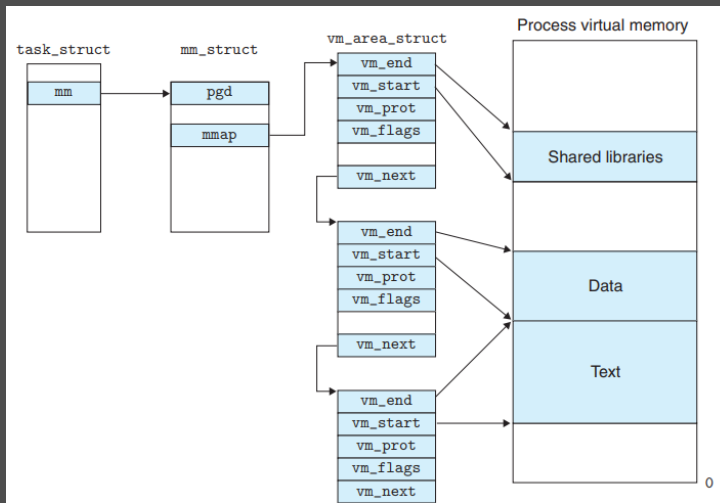 Process virtual memory
task_struct
mm_struct
vm_area_struct
mm
pgd
mmap
vm_end
vm_start
vm_prot
vm_flags
vm_next
vm_end
vm_start
vm_prot
vm_flags
vm_next
vm_end
vm_start
vm_prot
vm_flags
vm_next
Shared libraries
Data
Text
0